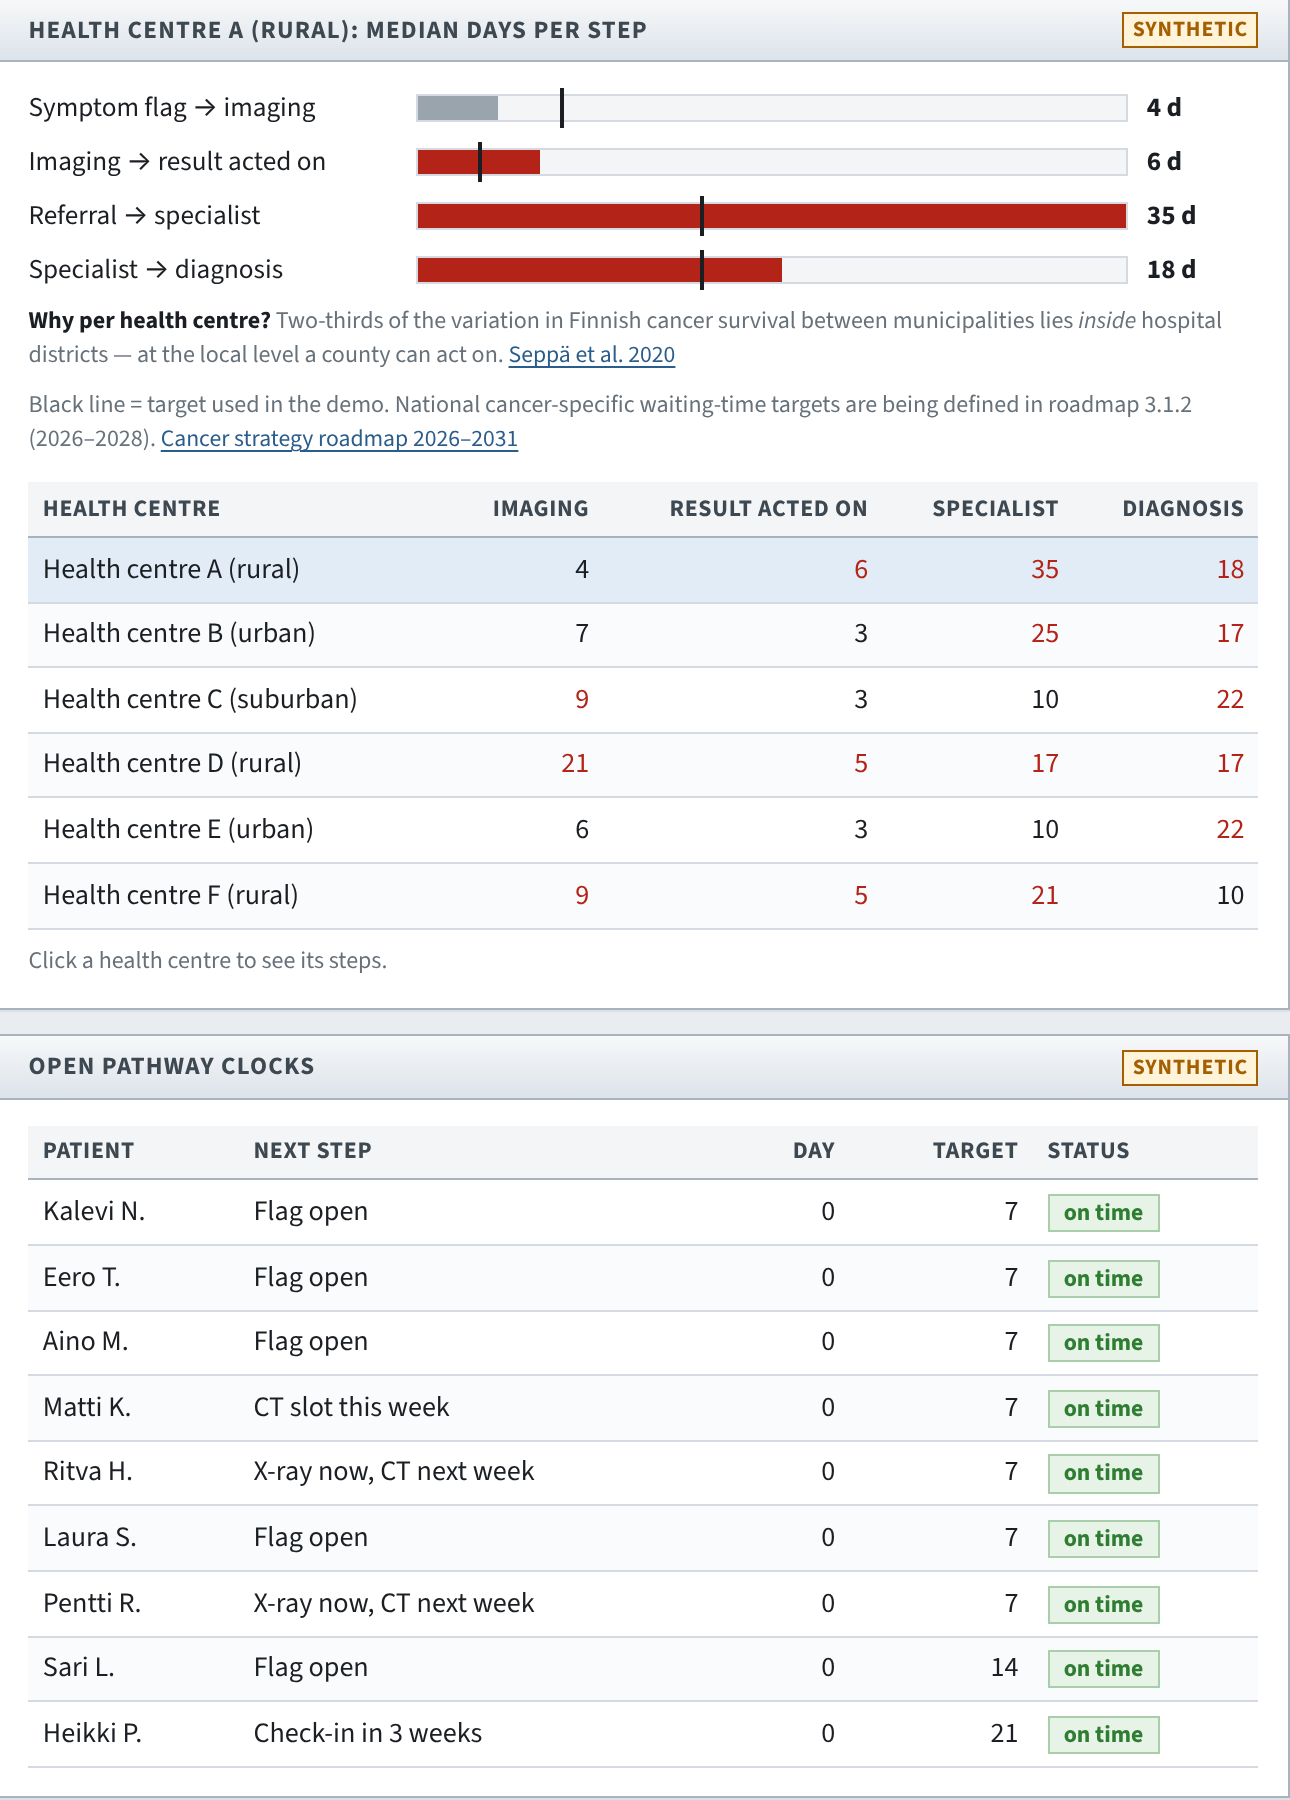 HEALTH CENTRE A (RURAL): MEDIAN DAYS PER STEP SYNTHETIC
Symptom flag → imaging 4 d
Imaging → result acted on 6 d
Referral → specialist 35 d
Specialist → diagnosis 18 d
Why per health centre? Two-thirds of the variation in Finnish cancer survival between municipalities lies inside hospital
districts — at the local level a county can act on. Seppä et al. 2020
Black line = target used in the demo. National cancer-specific waiting-time targets are being defined in roadmap 3.1.2
(2026–2028). Cancer strategy roadmap 2026–2031
HEALTH CENTRE IMAGING RESULT ACTED ON SPECIALIST DIAGNOSIS
Health centre A (rural) 4 6 35 18
Health centre B (urban) 7 3 25 17
Health centre C (suburban) 9 3 10 22
Health centre D (rural) 21 5 17 17
Health centre E (urban) 6 3 10 22
Health centre F (rural) 9 5 21 10
Click a health centre to see its steps.
OPEN PATHWAY CLOCKS SYNTHETIC
PATIENT NEXT STEP DAY TARGET STATUS
Kalevi N. Flag open 0 7 on time
Eero T. Flag open 0 7 on time
Aino M. Flag open 0 7 on time
Matti K. CT slot this week 0 7 on time
Ritva H. X-ray now, CT next week 0 7 on time
Laura S. Flag open 0 7 on time
Pentti R. X-ray now, CT next week 0 7 on time
Sari L. Flag open 0 14 on time
Heikki P. Check-in in 3 weeks 0 21 on time